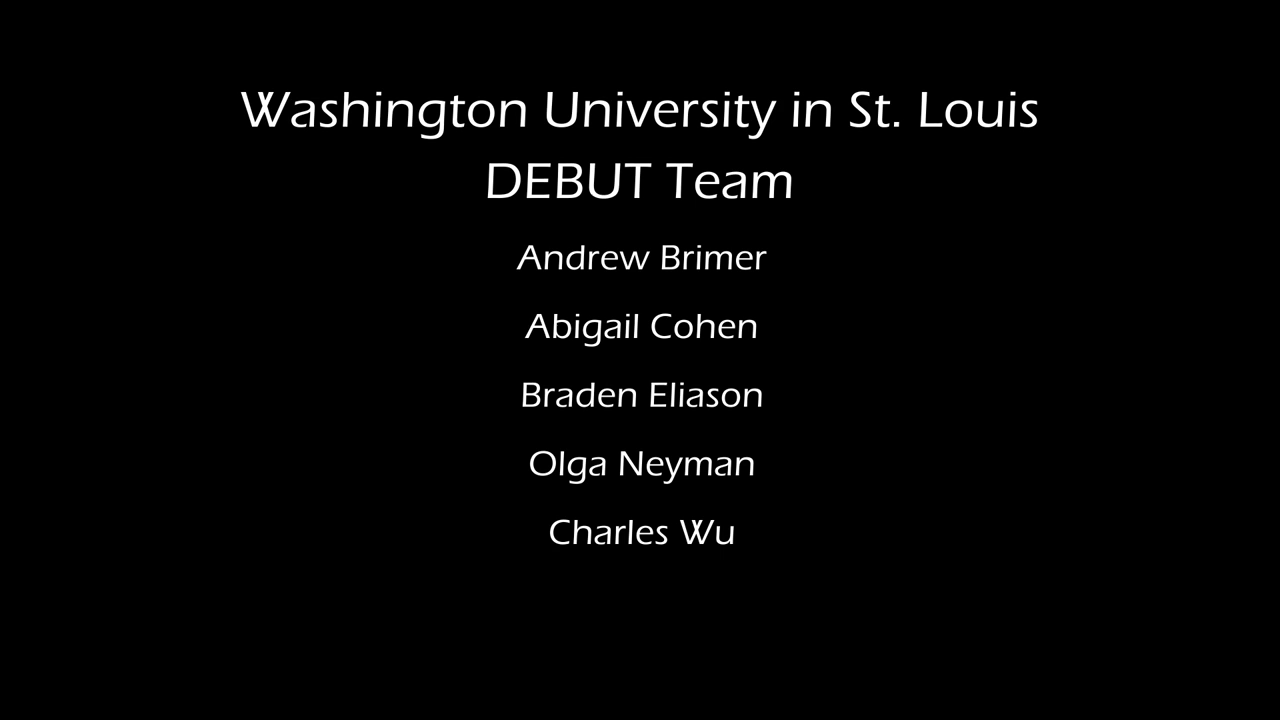 Washington University in St. Louis
DEBUT Team
Andrew Brimer
Abigail Cohen
Braden Eliason
Olga Neyman
Charles Wu